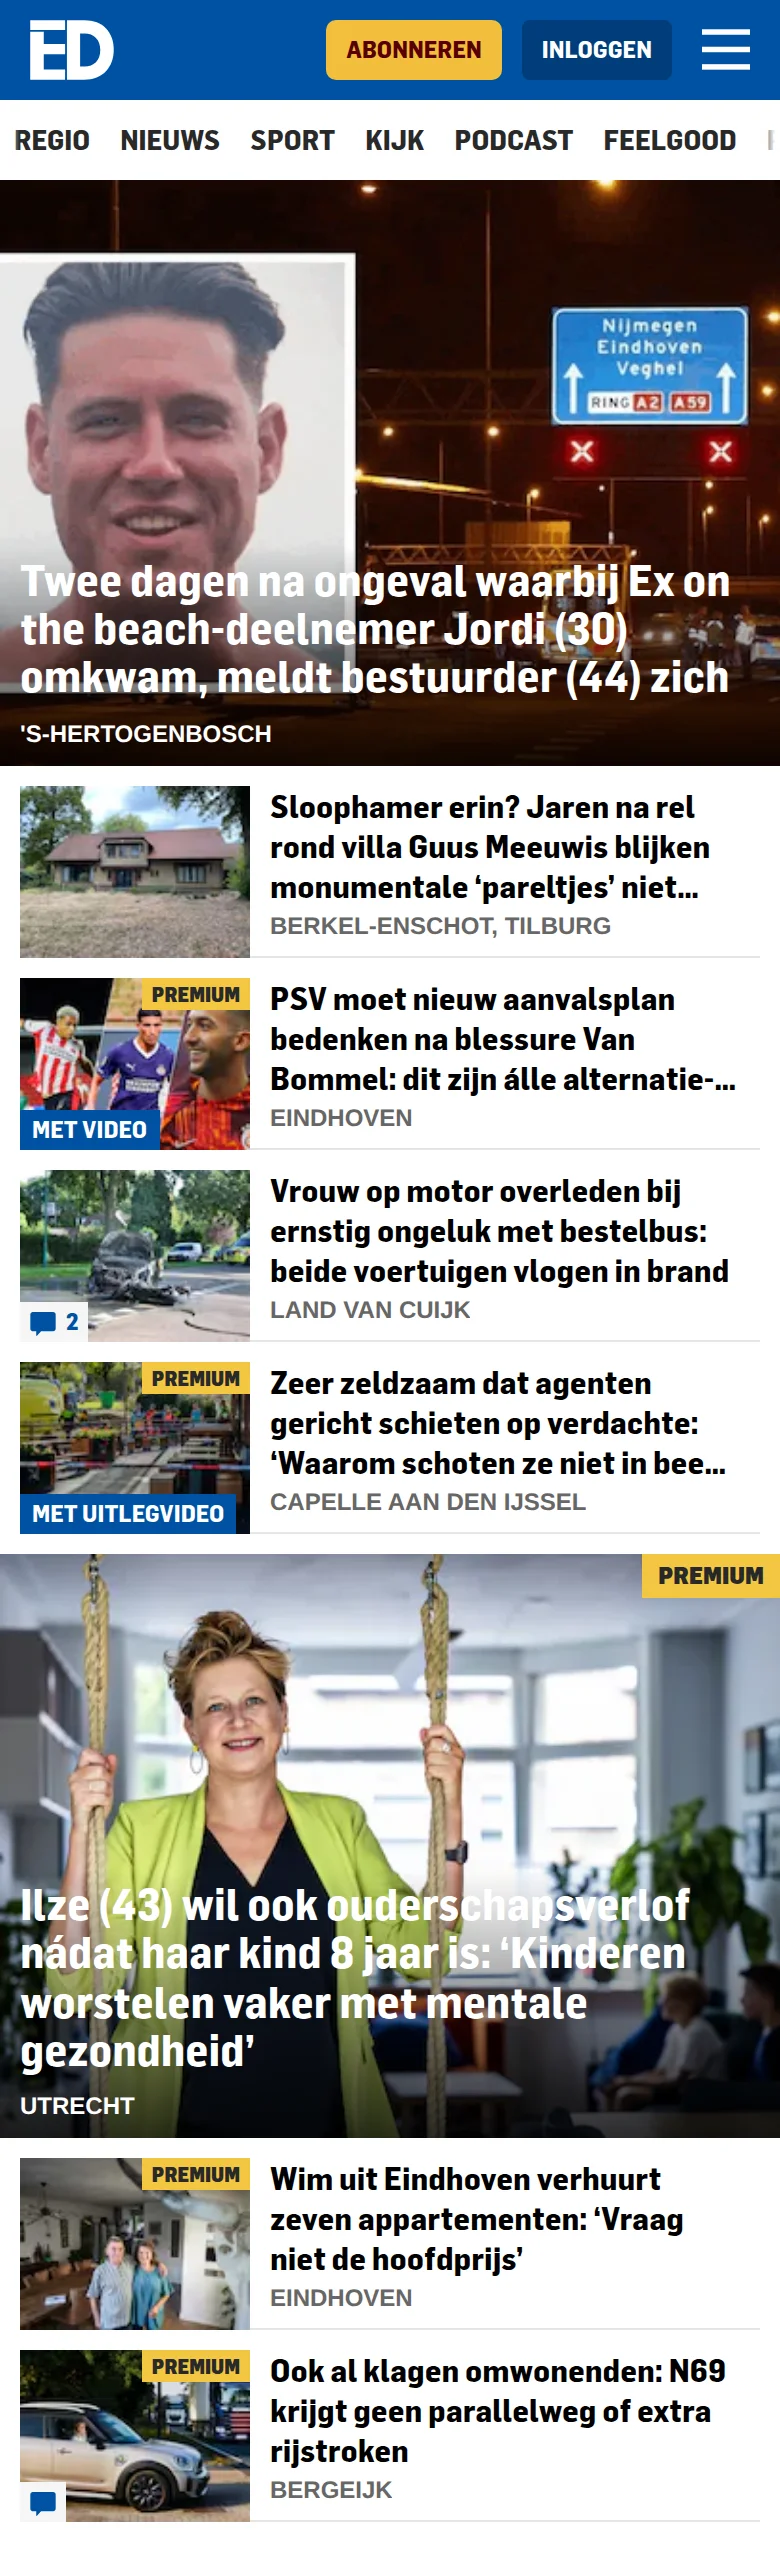 ED
ABONNEREN
INLOGGEN
REGIO NIEUWS SPORT KIJK PODCAST FEELGOOD
Nijmegen
Eindhoven
Veghel
RING A2 A59
Twee dagen na ongeval waarbij Ex on
the beach-deelnemer Jordi (30)
omkwam, meldt bestuurder (44) zich
'S-HERTOGENBOSCH
Sloophamer erin? Jaren na rel
rond villa Guus Meeuwis blijken
monumentale ‘pareltjes’ niet...
BERKEL-ENSCHOT, TILBURG
PREMIUM
MET VIDEO
PSV moet nieuw aanvalsplan
bedenken na blessure Van
Bommel: dit zijn álle alternatie-...
EINDHOVEN
2
Vrouw op motor overleden bij
ernstig ongeluk met bestelbus:
beide voertuigen vlogen in brand
LAND VAN CUIJK
PREMIUM
MET UITLEGVIDEO
Zeer zeldzaam dat agenten
gericht schieten op verdachte:
‘Waarom schoten ze niet in bee...
CAPELLE AAN DEN IJSSEL
PREMIUM
Ilze (43) wil ook ouderschapsverlof
nádat haar kind 8 jaar is: ‘Kinderen
worstelen vaker met mentale
gezondheid’
UTRECHT
PREMIUM
Wim uit Eindhoven verhuurt
zeven appartementen: ‘Vraag
niet de hoofdprijs’
EINDHOVEN
PREMIUM
Ook al klagen omwonenden: N69
krijgt geen parallelweg of extra
rijstroken
BERGEIJK